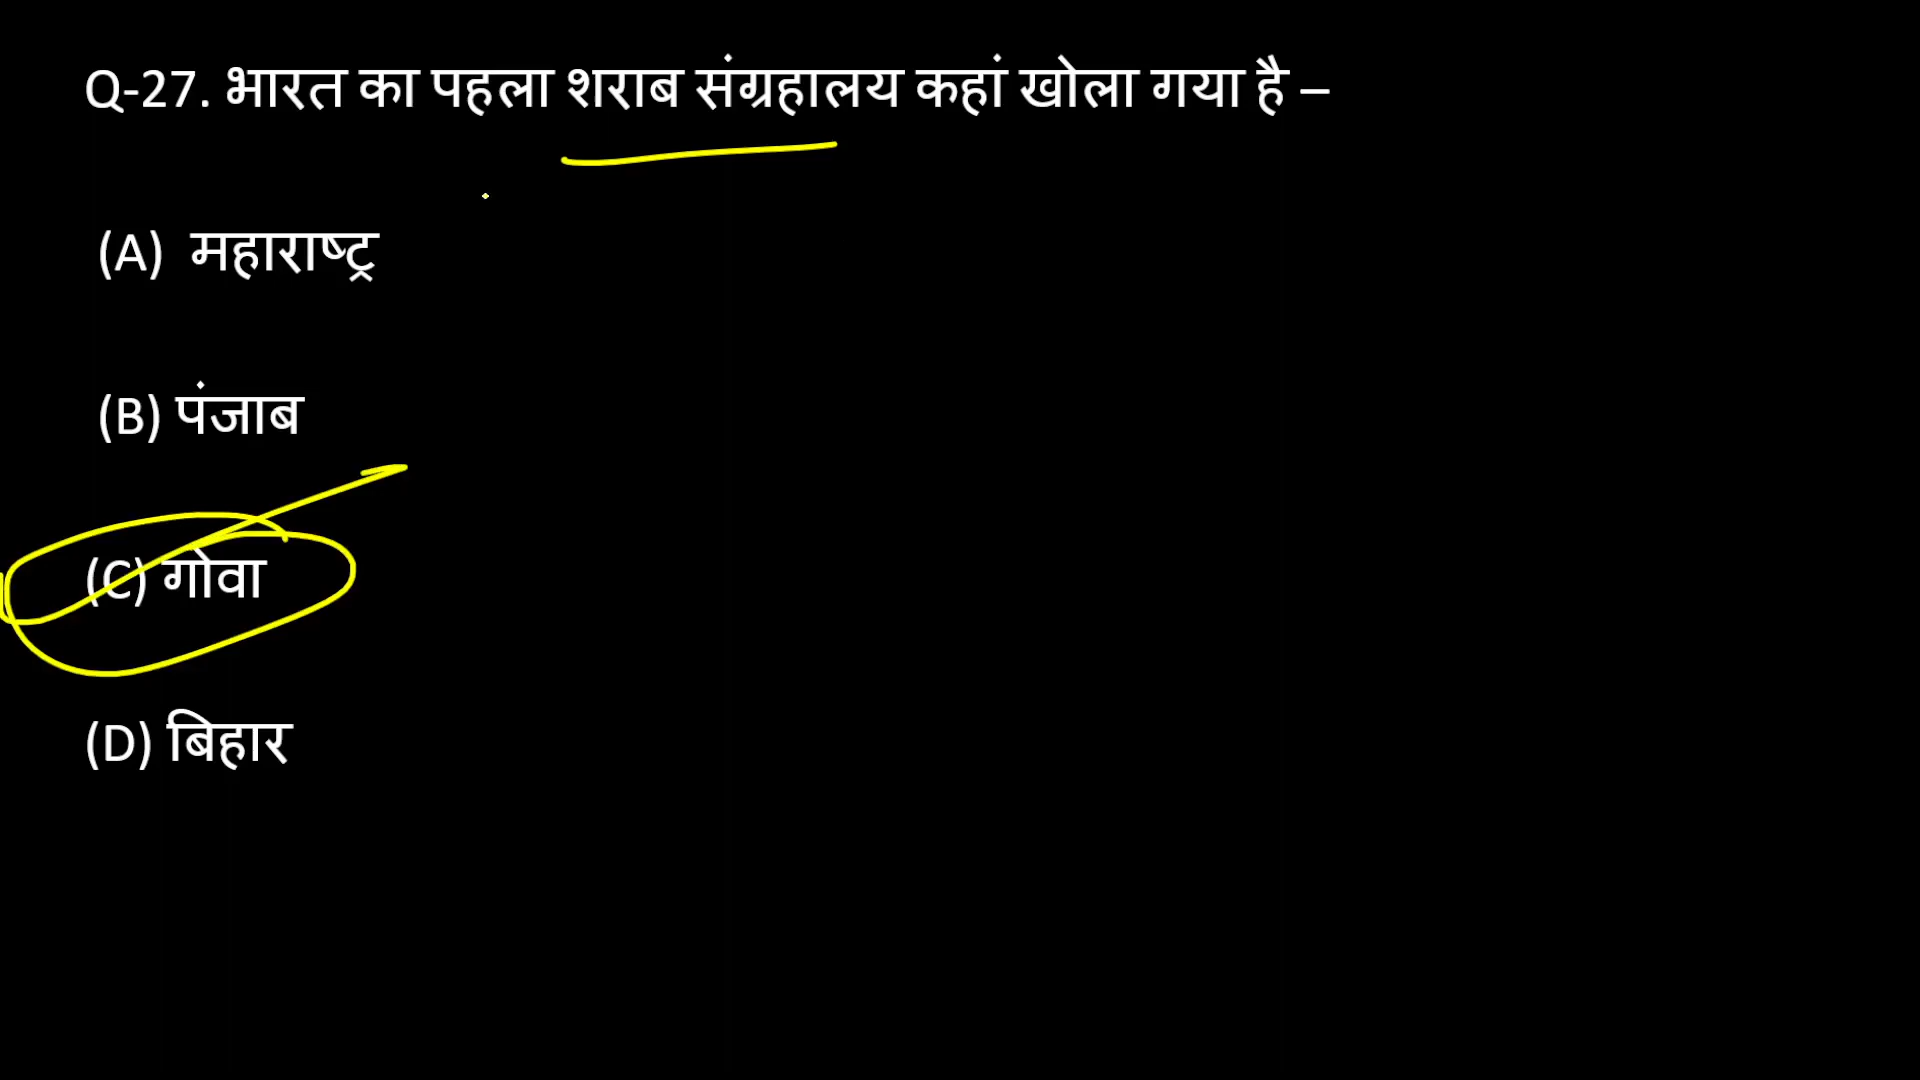 Q-27. भारत का पहला शराब संग्रहालय कहां खोला गया है –
(A) महाराष्ट्र
(B) पंजाब
(C) गोवा
(D) बिहार